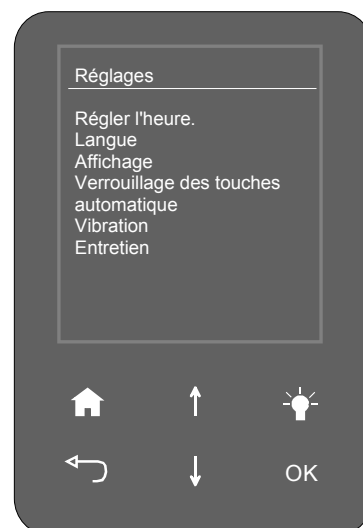 Réglages
Régler l'heure.
Langue
Affichage
Verrouillage des touches
automatique
Vibration
Entretien
OK